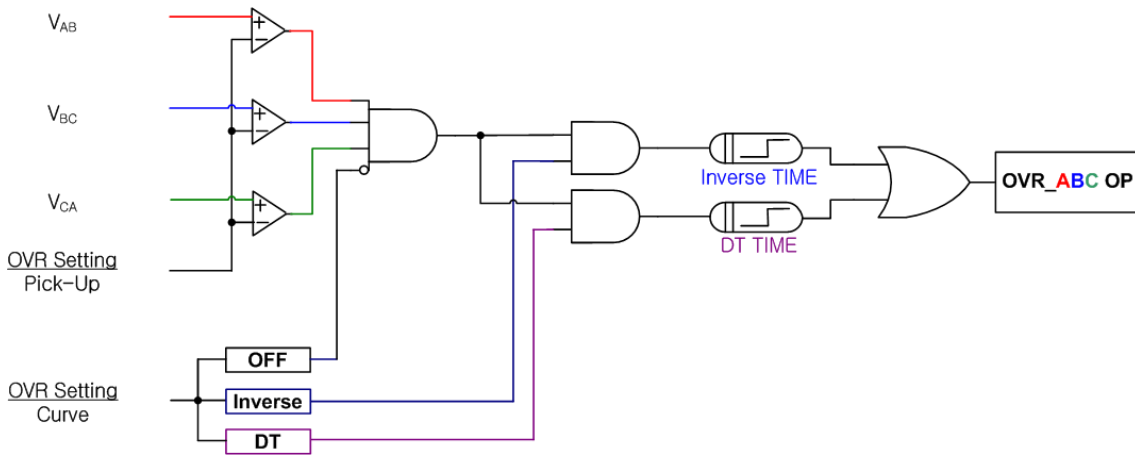 VAB
VBC
VCA
OVR Setting
Pick-Up
OVR Setting
Curve
OFF
Inverse
DT
Inverse TIME
DT TIME
OVR_ABC OP